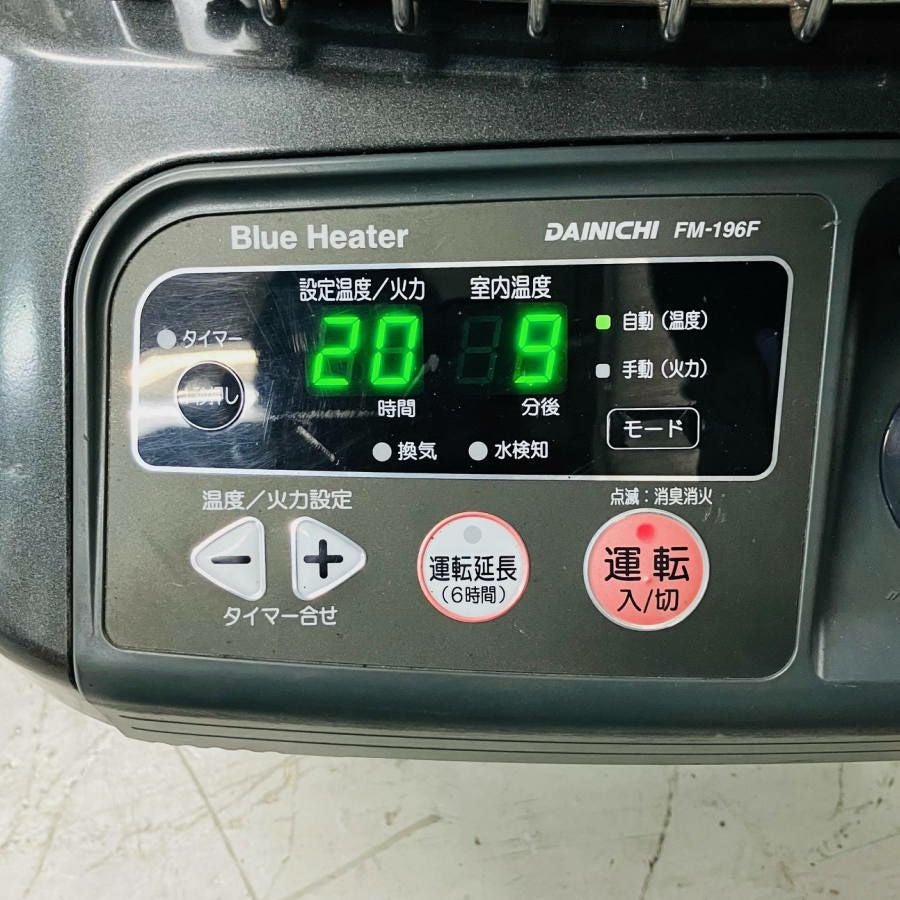 Blue Heater
DAINICHI FM-196F
設定温度/火力
室内温度
タイマー
20
9
自動(温度)
手動(火力)
時間
分後
モード
換気
水検知
温度/火力設定
点滅:消臭消火
-
+
運転延長
(6時間)
運転
入/切
タイマー合せ